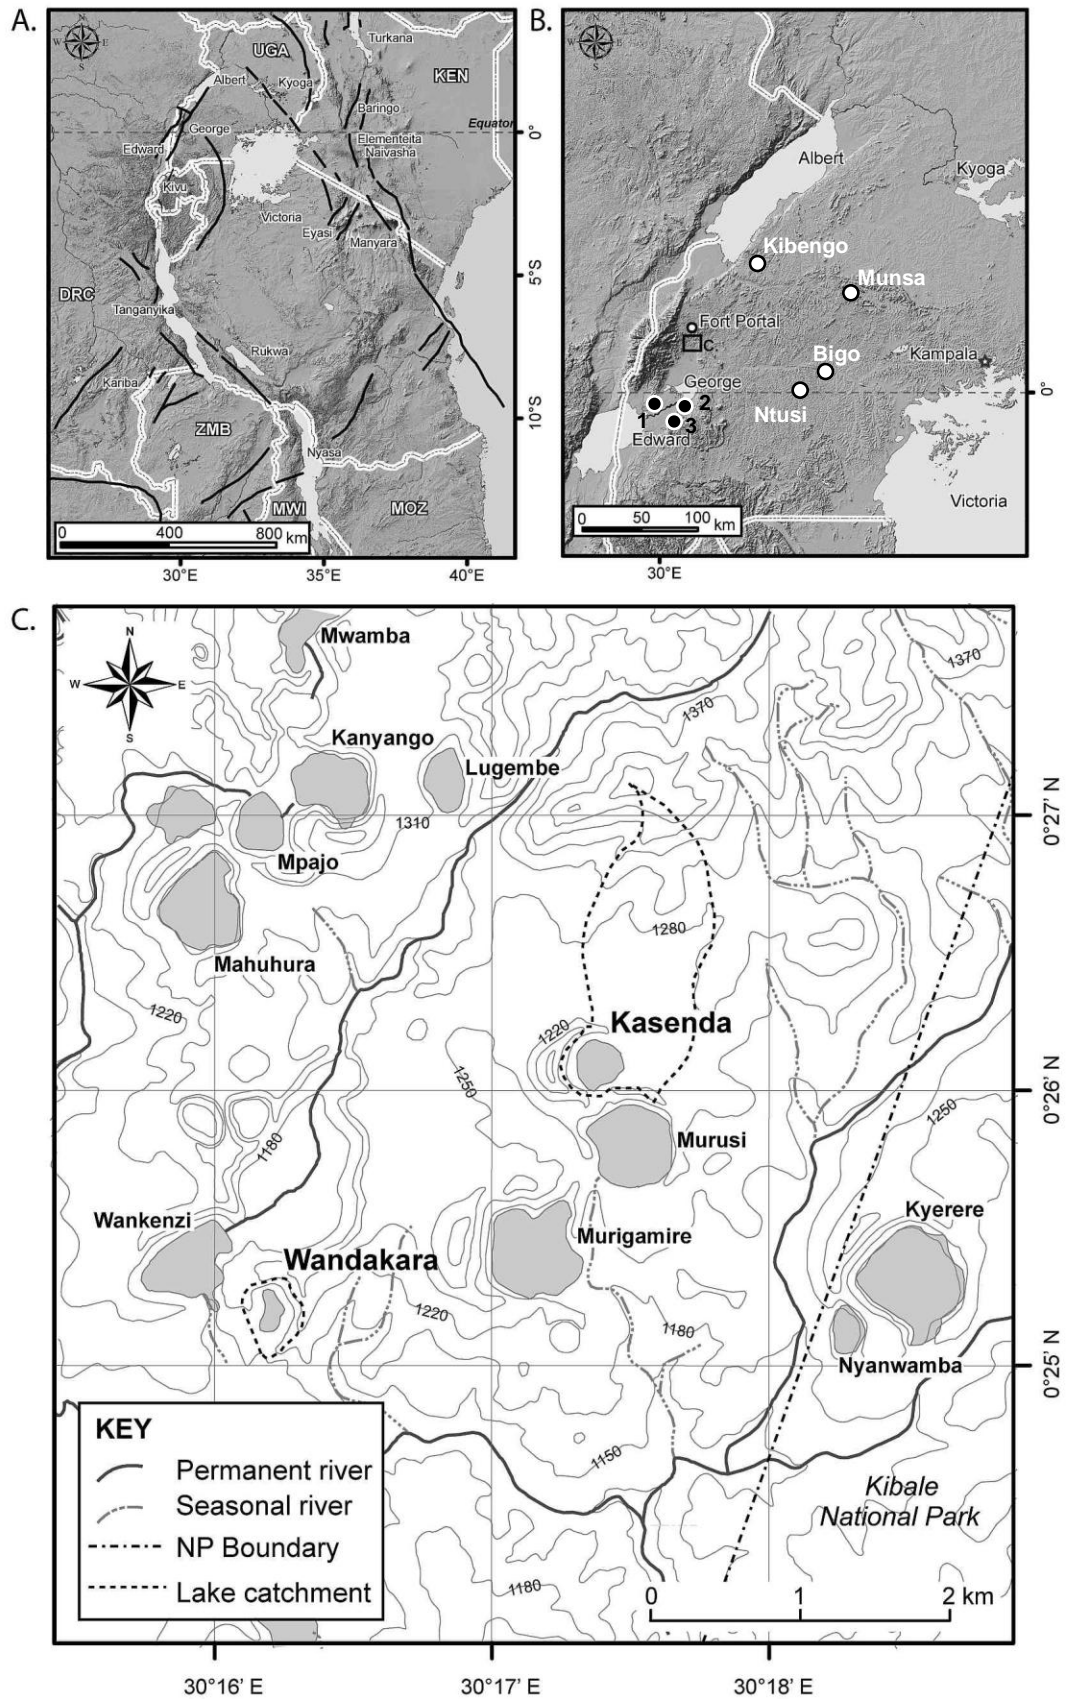 A.
N
W E
S
UGA
Turkana
KEN
Albert
Kyoga
Baringo
George
Equator
0°
Edward
Elementeita
Naivasha
Kivu
Victoria
Eyasi
Manyara
5°S
DRC
Tanganyika
Rukwa
Kariba
10°S
ZMB
Nyasa
MWI
MOZ
0 400 800 km
30°E 35°E 40°E
B.
N
W E
S
Albert
Kyoga
Kibengo
Munsa
Fort Portal
C
Bigo
Kampala
George
0°
1 2
3
Ntusi
Edward
Victoria
0 50 100 km
30°E
C.
N
W E
S
Mwamba
1370
1370
Kanyango
Lugembe
1310
0°27' N
Mpajo
1280
Mahuhura
1220
Kasenda
1220
1250
0°26' N
1250
1180
Murusi
Wankenzi
Kyerere
Murigamire
Wandakara
1220
1180
Nyanwamba
0°25' N
KEY
Permanent river
Seasonal river
NP Boundary
Lake catchment
1150
Kibale
National Park
1180
0 1 2 km
30°16' E 30°17' E 30°18' E